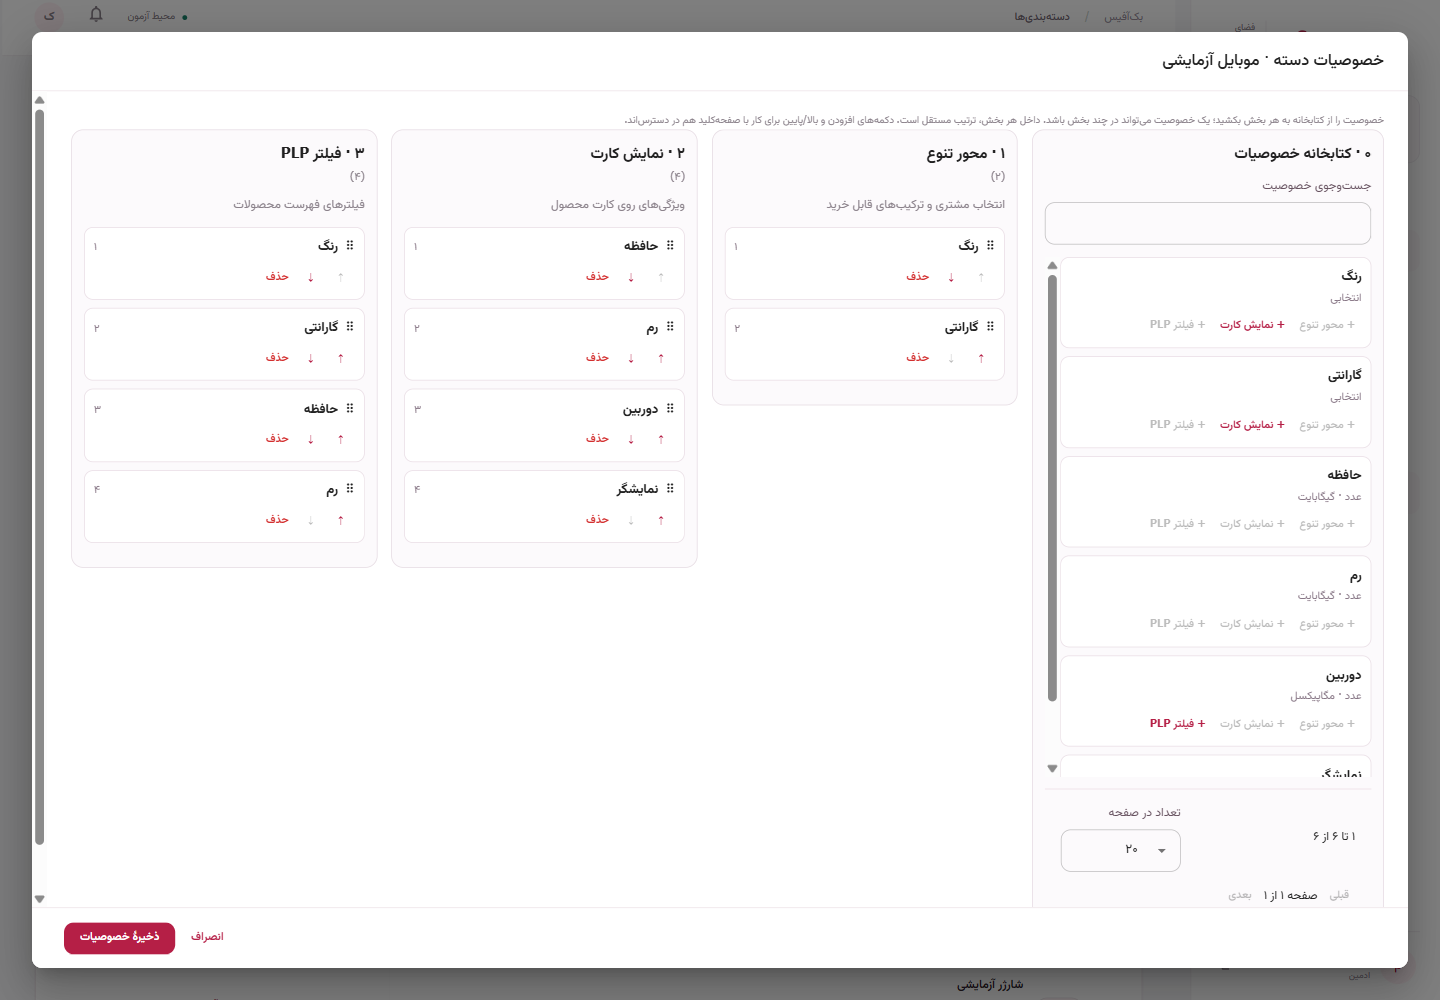 فضای
بک‌آفیس / دسته‌بندی‌ها
محیط آزمون
ک
خصوصیات دسته · موبایل آزمایشی
خصوصیت را از کتابخانه به هر بخش بکشید؛ یک خصوصیت می‌تواند در چند بخش باشد. داخل هر بخش، ترتیب مستقل است. دکمه‌های افزودن و بالا/پایین برای کار با صفحه‌کلید هم در دسترس‌اند.
۰ · کتابخانه خصوصیات
جست‌وجوی خصوصیت
رنگ
انتخابی
+ محور تنوع + نمایش کارت + فیلتر PLP
گارانتی
انتخابی
+ محور تنوع + نمایش کارت + فیلتر PLP
حافظه
عدد · گیگابایت
+ محور تنوع + نمایش کارت + فیلتر PLP
رم
عدد · گیگابایت
+ محور تنوع + نمایش کارت + فیلتر PLP
دوربین
عدد · مگاپیکسل
+ محور تنوع + نمایش کارت + فیلتر PLP
نمایشگر
۱ تا ۶ از ۶
تعداد در صفحه
۲۰
قبلی صفحه ۱ از ۱ بعدی
۱ · محور تنوع
(۲)
انتخاب مشتری و ترکیب‌های قابل خرید
رنگ ۱
↑ ↓ حذف
گارانتی ۲
↑ ↓ حذف
۲ · نمایش کارت
(۴)
ویژگی‌های روی کارت محصول
حافظه ۱
↑ ↓ حذف
رم ۲
↑ ↓ حذف
دوربین ۳
↑ ↓ حذف
نمایشگر ۴
↑ ↓ حذف
۳ · فیلتر PLP
(۴)
فیلترهای فهرست محصولات
رنگ ۱
↑ ↓ حذف
گارانتی ۲
↑ ↓ حذف
حافظه ۳
↑ ↓ حذف
رم ۴
↑ ↓ حذف
انصراف
ذخیرهٔ خصوصیات
ادمین
شارژر آزمایشی